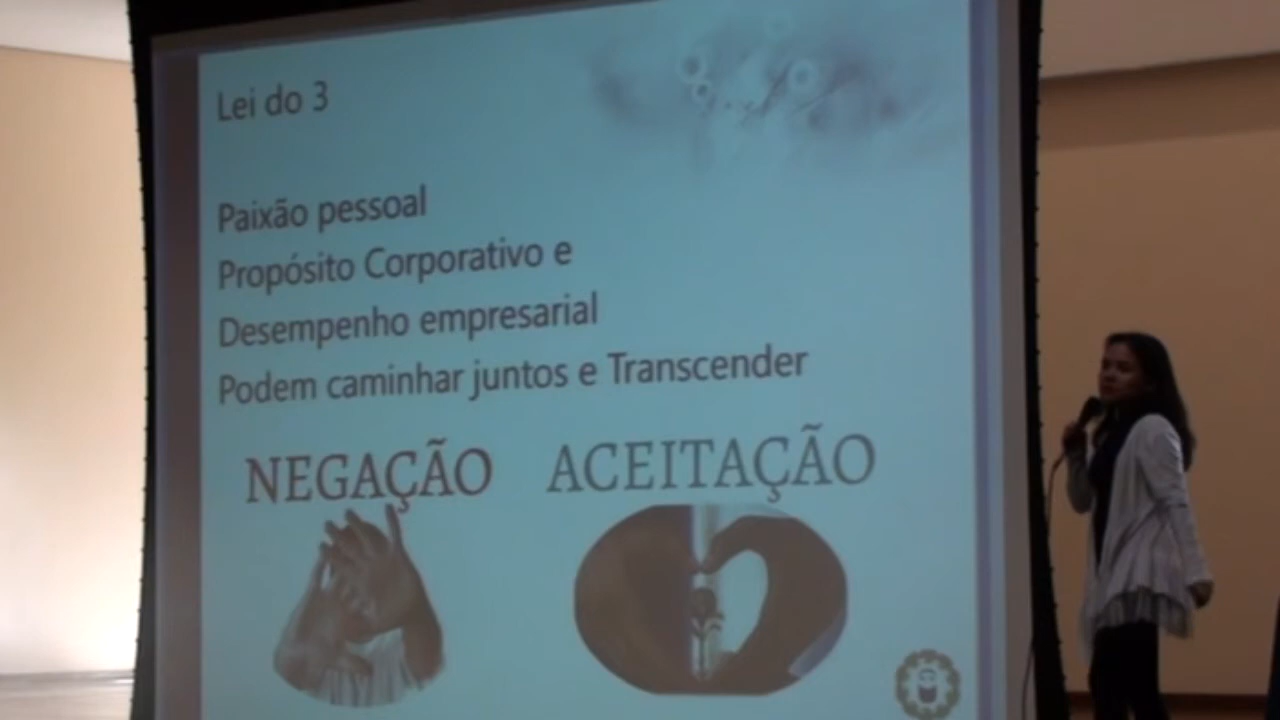 Lei do 3
Paixão pessoal
Propósito Corporativo e
Desempenho empresarial
Podem caminhar juntos e Transcender
NEGAÇÃO ACEITAÇÃO